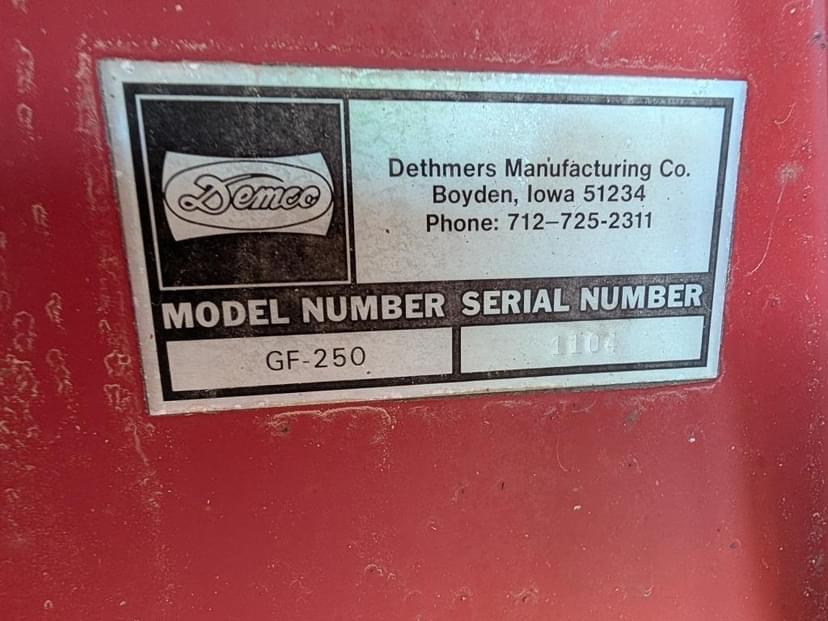 Demco
Dethmers Manufacturing Co.
Boyden, Iowa 51234
Phone: 712–725-2311
MODEL NUMBER SERIAL NUMBER
GF-250